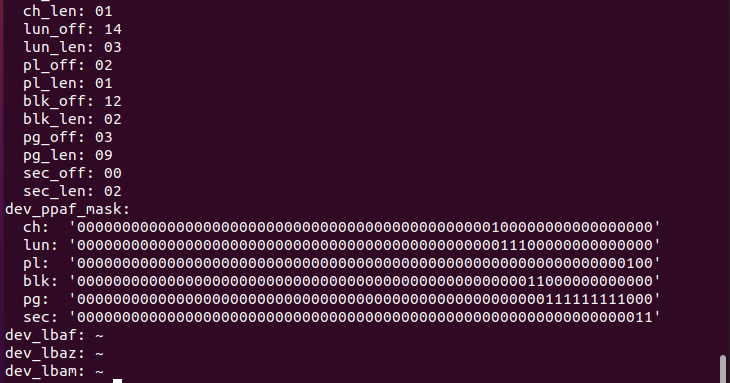 ch_len: 01
lun_off: 14
lun_len: 03
pl_off: 02
pl_len: 01
blk_off: 12
blk_len: 02
pg_off: 03
pg_len: 09
sec_off: 00
sec_len: 02
dev_ppaf_mask:
ch: '0000000000000000000000000000000000000000000000100000000000000000'
lun: '0000000000000000000000000000000000000000000000011100000000000000'
pl: '0000000000000000000000000000000000000000000000000000000000000100'
blk: '0000000000000000000000000000000000000000000000000011000000000000'
pg: '0000000000000000000000000000000000000000000000000000111111111000'
sec: '0000000000000000000000000000000000000000000000000000000000000011'
dev_lbaf: ~
dev_lbaz: ~
dev_lbam: ~